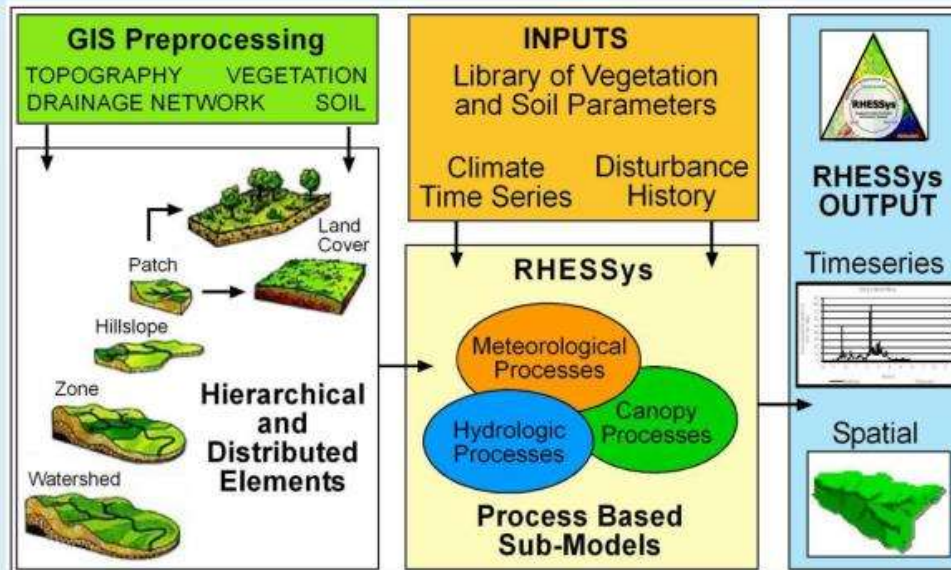 GIS Preprocessing
TOPOGRAPHY VEGETATION
DRAINAGE NETWORK SOIL
Land
Cover
Patch
Hillslope
Zone
Watershed
Hierarchical
and
Distributed
Elements
INPUTS
Library of Vegetation
and Soil Parameters
Climate
Time Series
Disturbance
History
RHESSys
Meteorological
Processes
Hydrologic
Processes
Canopy
Processes
Process Based
Sub-Models
RHESSys
RHESSys
OUTPUT
Timeseries
Spatial